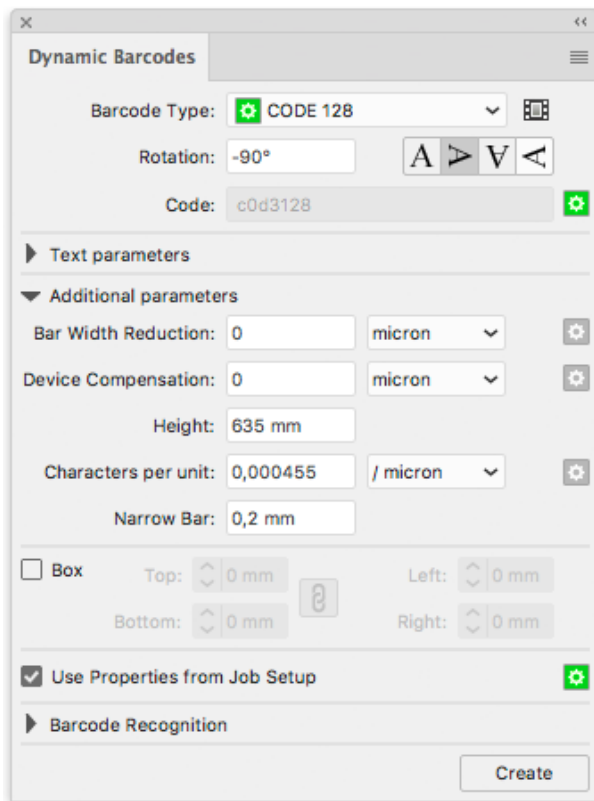 Dynamic Barcodes
Barcode Type: CODE 128
Rotation: -90° A A A A
Code: c0d3128
Text parameters
Additional parameters
Bar Width Reduction: 0 micron
Device Compensation: 0 micron
Height: 635 mm
Characters per unit: 0,000455 / micron
Narrow Bar: 0,2 mm
Box Top: 0 mm Left: 0 mm
Bottom: 0 mm Right: 0 mm
Use Properties from Job Setup
Barcode Recognition
Create